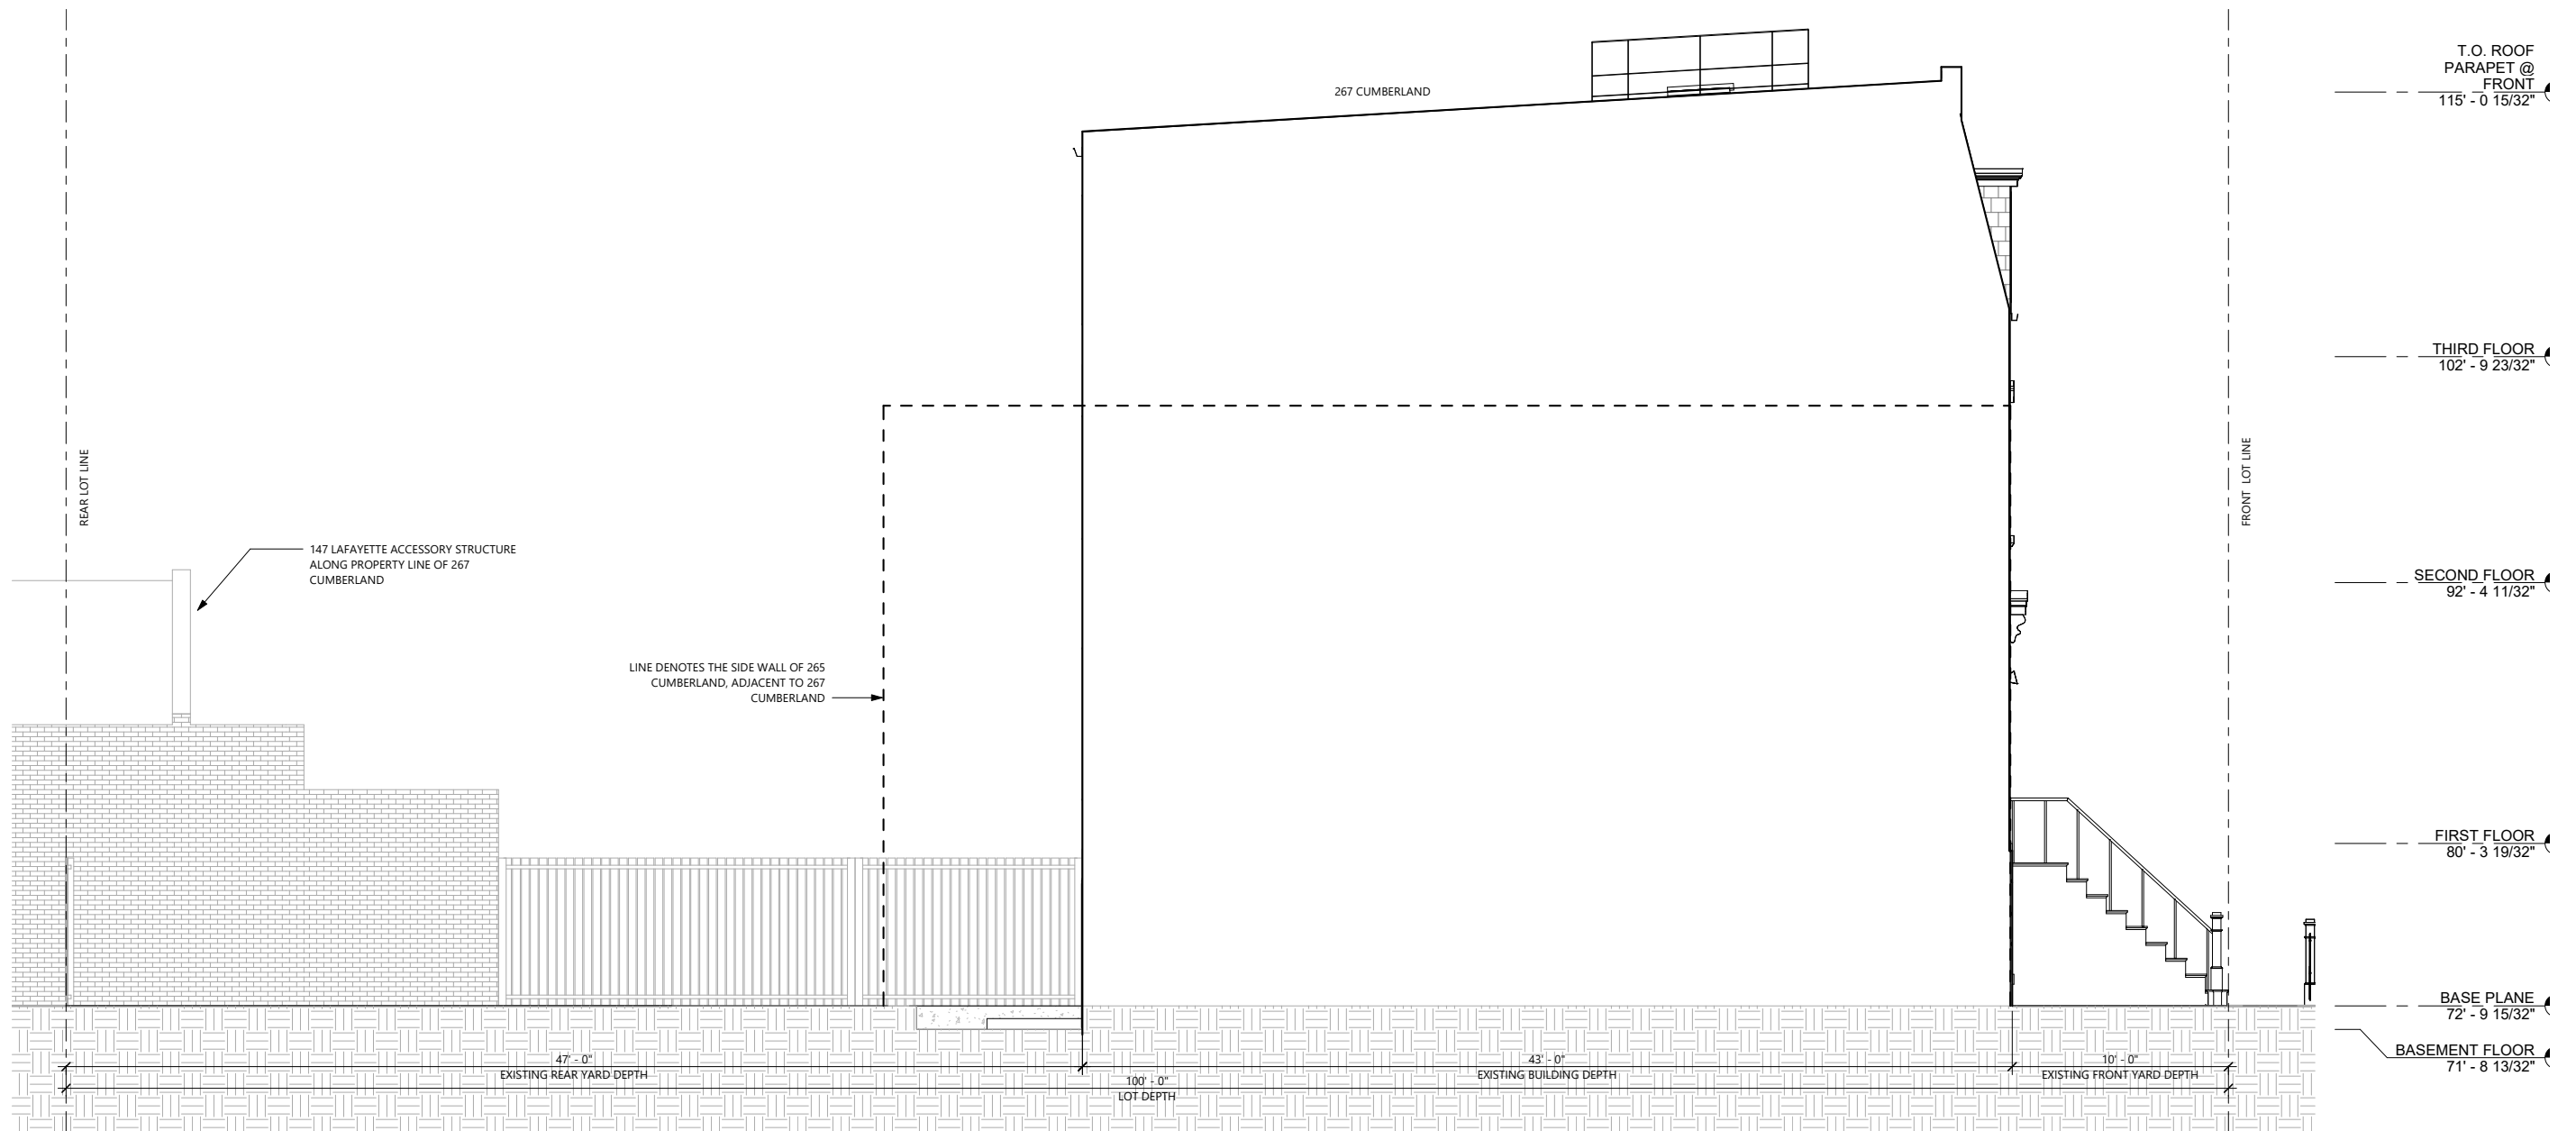 267 CUMBERLAND
T.O. ROOF
PARAPET @
FRONT
115' - 0 15/32"
THIRD FLOOR
102' - 9 23/32"
REAR LOT LINE
FRONT LOT LINE
147 LAFAYETTE ACCESSORY STRUCTURE
ALONG PROPERTY LINE OF 267
CUMBERLAND
SECOND FLOOR
92' - 4 11/32"
LINE DENOTES THE SIDE WALL OF 265
CUMBERLAND, ADJACENT TO 267
CUMBERLAND
FIRST FLOOR
80' - 3 19/32"
BASE PLANE
72' - 9 15/32"
BASEMENT FLOOR
71' - 8 13/32"
47' - 0"
EXISTING REAR YARD DEPTH
43' - 0"
EXISTING BUILDING DEPTH
10' - 0"
EXISTING FRONT YARD DEPTH
100' - 0"
LOT DEPTH